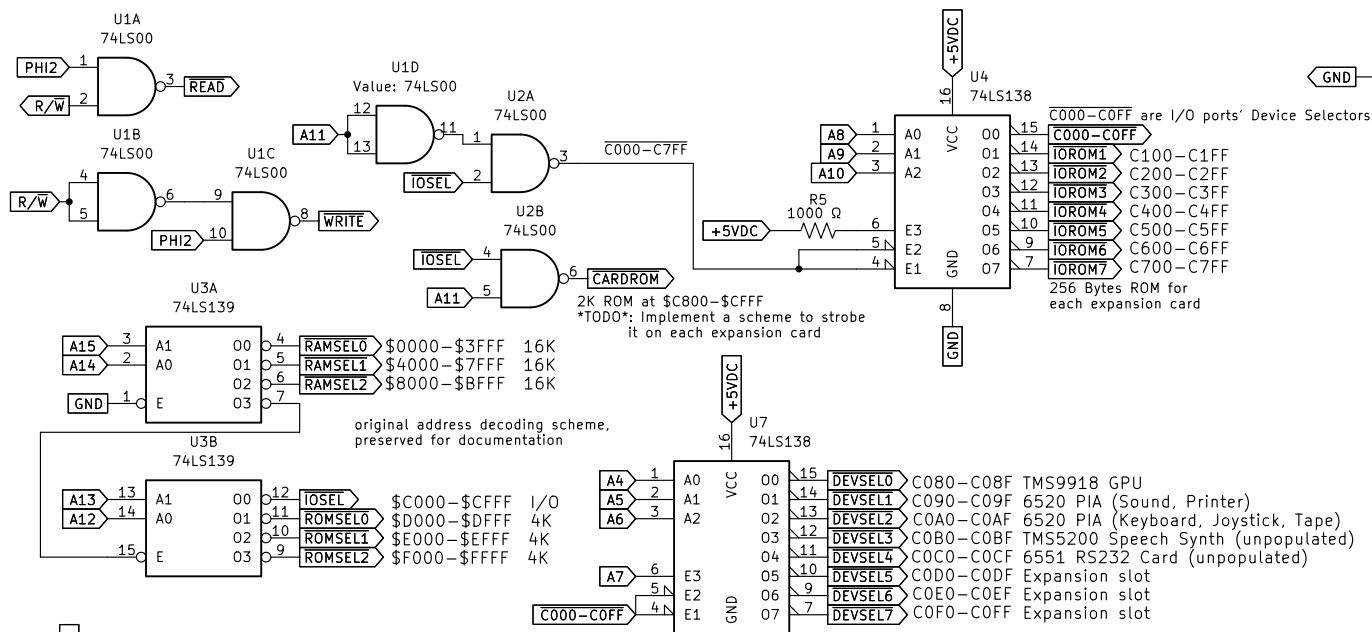 U1A
74LS00
PHI2
1
3
READ
R/W
2
U1B
74LS00
R/W
4
5
6
U1C
74LS00
9
PHI2
10
8
WRITE
U1D
Value: 74LS00
A11
12
13
11
U2A
74LS00
1
IOSEL
2
3
C000-C7FF
U2B
74LS00
IOSEL
4
A11
5
6
CARDROM
2K ROM at $C800-$CFFF
*TODO*: Implement a scheme to strobe
it on each expansion card
+5VDC
16
U4
74LS138
GND
C000-C0FF are I/O ports' Device Selectors
A8 1 A0 VCC O0 15 C000-C0FF
A9 2 A1 O1 14 IOROM1 C100-C1FF
A10 3 A2 O2 13 IOROM2 C200-C2FF
O3 12 IOROM3 C300-C3FF
O4 11 IOROM4 C400-C4FF
R5
1000 Ω
+5VDC 6 E3 O5 10 IOROM5 C500-C5FF
5 E2 O6 9 IOROM6 C600-C6FF
4 E1 GND O7 7 IOROM7 C700-C7FF
8
GND
256 Bytes ROM for
each expansion card
U3A
74LS139
A15 3 A1 O0 4 RAMSEL0 $0000-$3FFF 16K
A14 2 A0 O1 5 RAMSEL1 $4000-$7FFF 16K
O2 6 RAMSEL2 $8000-$BFFF 16K
GND 1 E O3 7
original address decoding scheme,
preserved for documentation
U3B
74LS139
A13 13 A1 O0 12 IOSEL $C000-$CFFF I/O
A12 14 A0 O1 11 ROMSEL0 $D000-$DFFF 4K
O2 10 ROMSEL1 $E000-$EFFF 4K
15 E O3 9 ROMSEL2 $F000-$FFFF 4K
+5VDC
16
U7
74LS138
A4 1 A0 VCC O0 15 DEVSEL0 C080-C08F TMS9918 GPU
A5 2 A1 O1 14 DEVSEL1 C090-C09F 6520 PIA (Sound, Printer)
A6 3 A2 O2 13 DEVSEL2 C0A0-C0AF 6520 PIA (Keyboard, Joystick, Tape)
O3 12 DEVSEL3 C0B0-C0BF TMS5200 Speech Synth (unpopulated)
O4 11 DEVSEL4 C0C0-C0CF 6551 RS232 Card (unpopulated)
A7 6 E3 O5 10 DEVSEL5 C0D0-C0DF Expansion slot
5 E2 O6 9 DEVSEL6 C0E0-C0EF Expansion slot
C000-C0FF 4 E1 GND O7 7 DEVSEL7 C0F0-C0FF Expansion slot